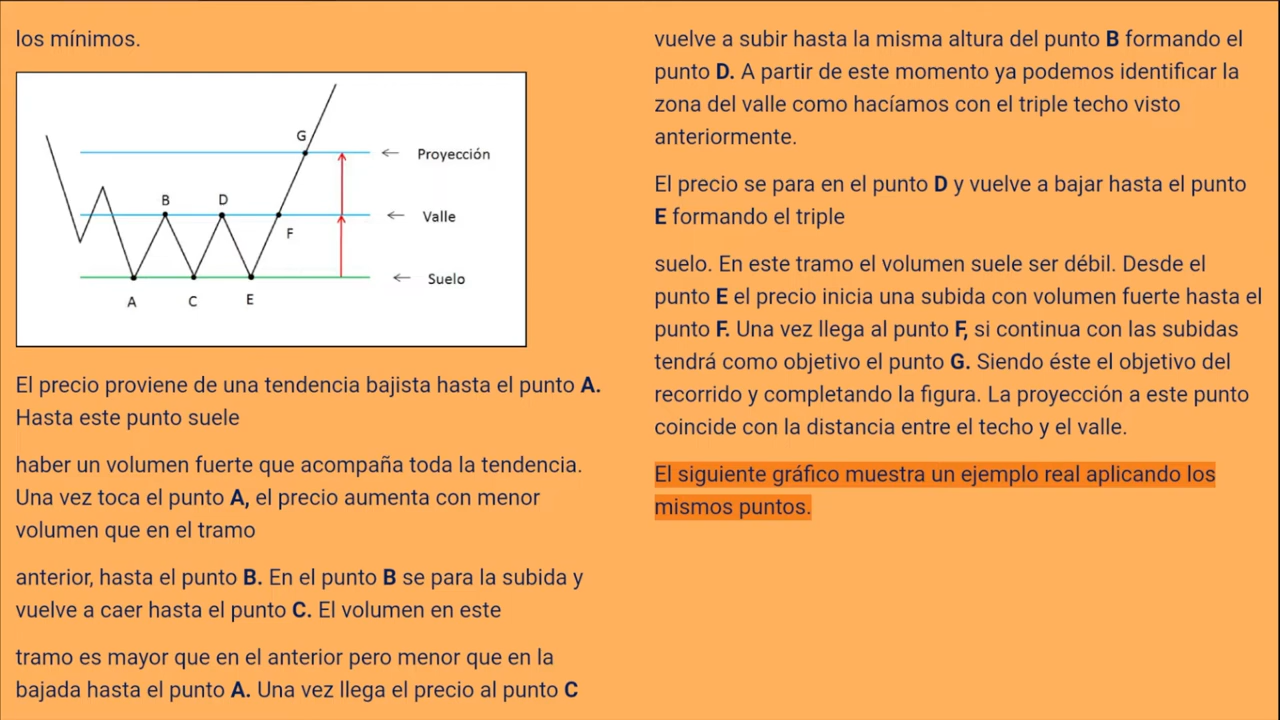 los mínimos.
G
Proyección
B
D
Valle
F
Suelo
A
C
E
El precio proviene de una tendencia bajista hasta el punto A.
Hasta este punto suele
haber un volumen fuerte que acompaña toda la tendencia.
Una vez toca el punto A, el precio aumenta con menor
volumen que en el tramo
anterior, hasta el punto B. En el punto B se para la subida y
vuelve a caer hasta el punto C. El volumen en este
tramo es mayor que en el anterior pero menor que en la
bajada hasta el punto A. Una vez llega el precio al punto C
vuelve a subir hasta la misma altura del punto B formando el
punto D. A partir de este momento ya podemos identificar la
zona del valle como hacíamos con el triple techo visto
anteriormente.
El precio se para en el punto D y vuelve a bajar hasta el punto
E formando el triple
suelo. En este tramo el volumen suele ser débil. Desde el
punto E el precio inicia una subida con volumen fuerte hasta el
punto F. Una vez llega al punto F, si continua con las subidas
tendrá como objetivo el punto G. Siendo éste el objetivo del
recorrido y completando la figura. La proyección a este punto
coincide con la distancia entre el techo y el valle.
El siguiente gráfico muestra un ejemplo real aplicando los
mismos puntos.